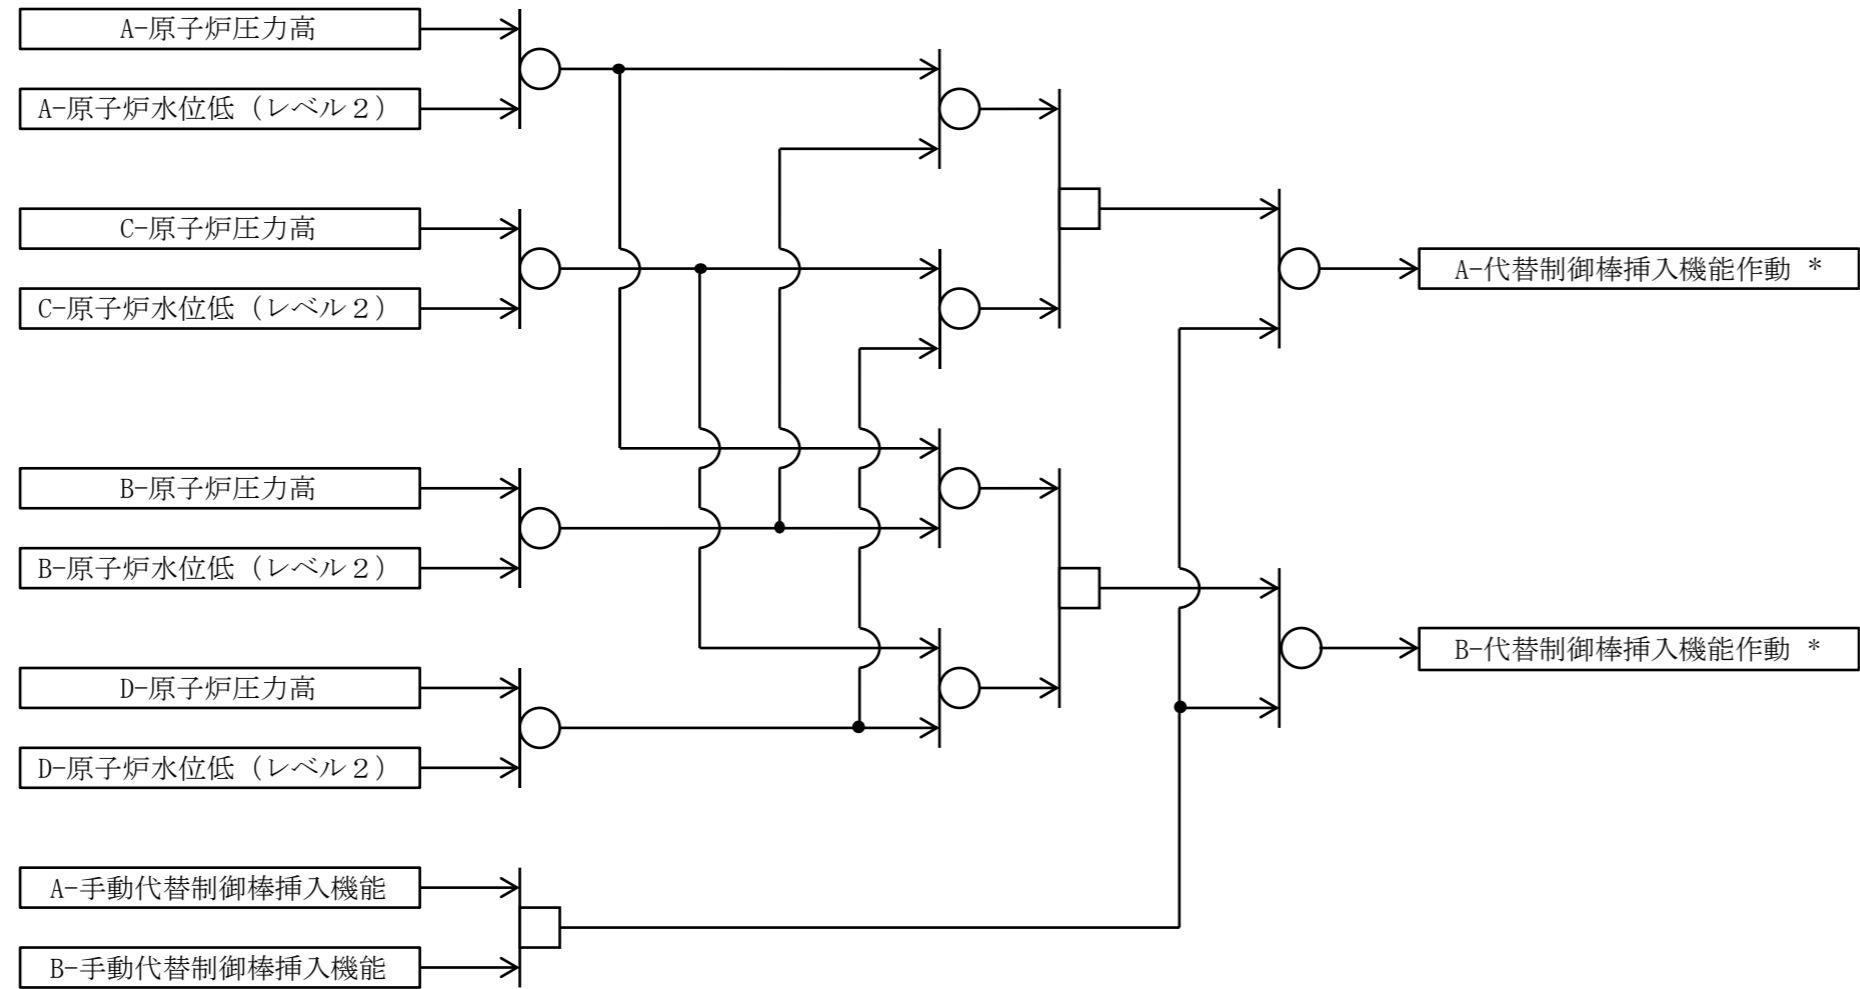 A-原子炉圧力高
A-原子炉水位低（レベル２）
C-原子炉圧力高
C-原子炉水位低（レベル２）
A-代替制御棒挿入機能作動 *
B-原子炉圧力高
B-原子炉水位低（レベル２）
B-代替制御棒挿入機能作動 *
D-原子炉圧力高
D-原子炉水位低（レベル２）
A-手動代替制御棒挿入機能
B-手動代替制御棒挿入機能